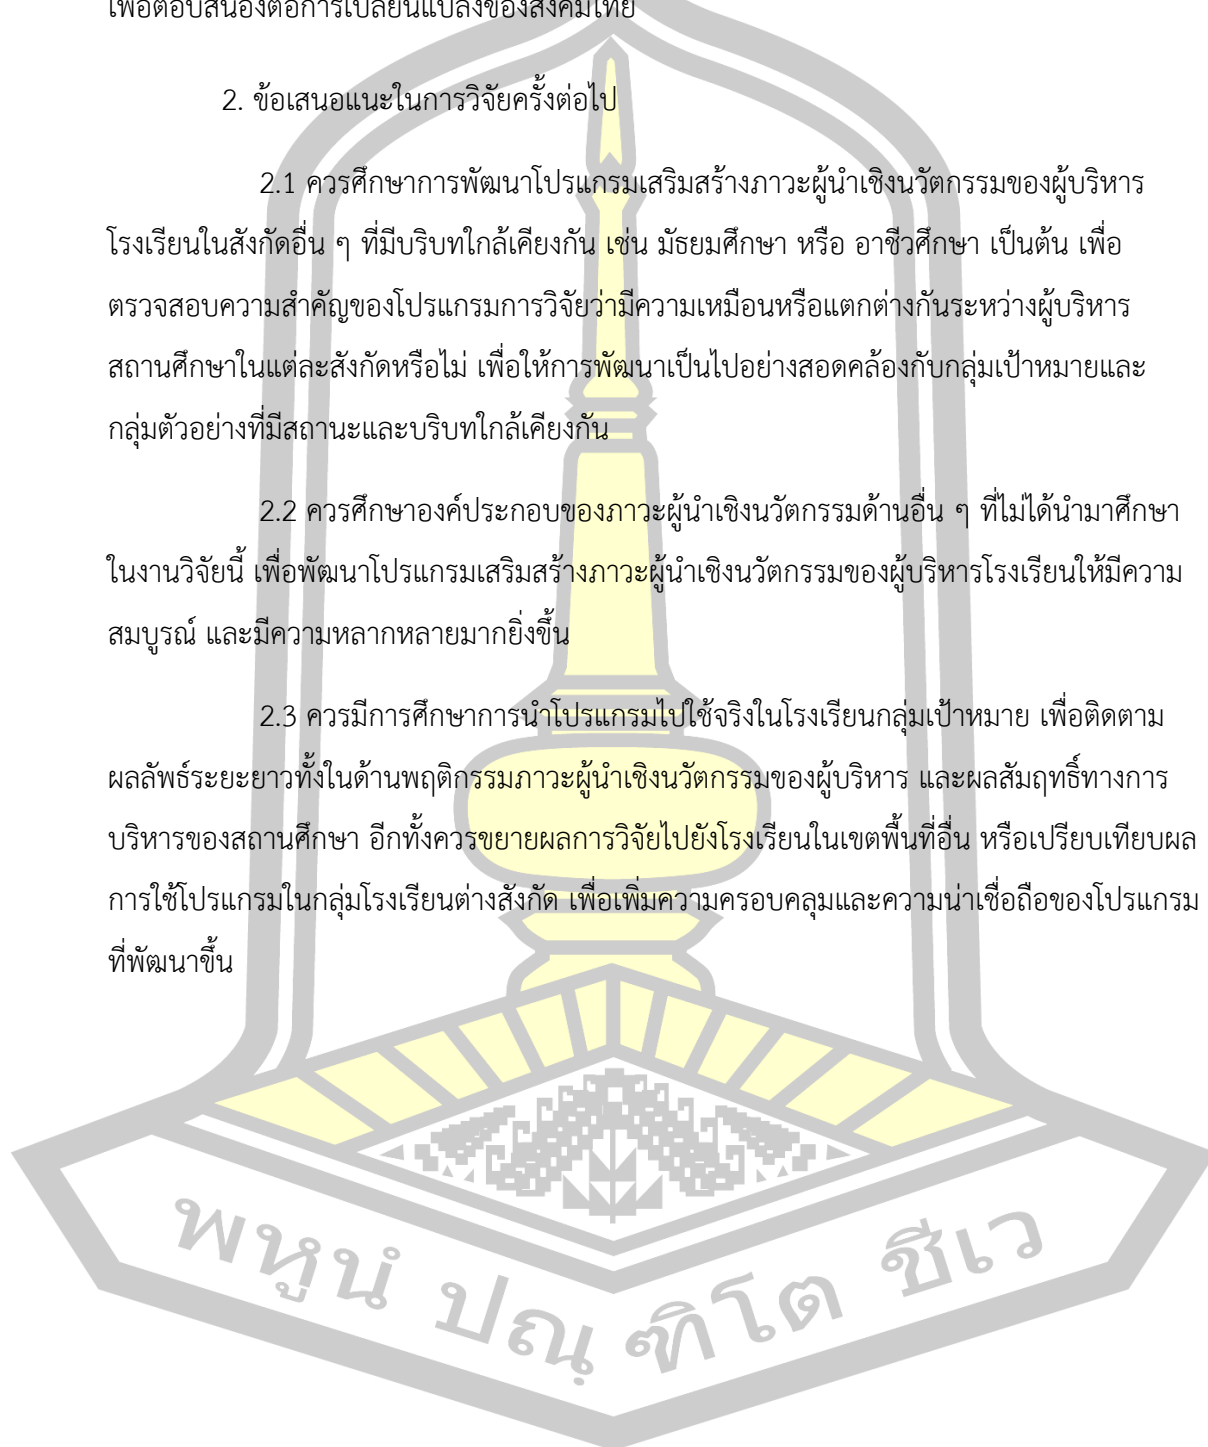 เพื่อตอบสนองต่อการเปลี่ยนแปลงของสังคมไทย
2. ข้อเสนอแนะในการวิจัยครั้งต่อไป
2.1 ควรศึกษาการพัฒนาโปรแกรมเสริมสร้างภาวะผู้นำเชิงนวัตกรรมของผู้บริหาร
โรงเรียนในสังกัดอื่น ๆ ที่มีบริบทใกล้เคียงกัน เช่น มัธยมศึกษา หรือ อาชีวศึกษา เป็นต้น เพื่อ
ตรวจสอบความสำคัญของโปรแกรมการวิจัยว่ามีความเหมือนหรือแตกต่างกันระหว่างผู้บริหาร
สถานศึกษาในแต่ละสังกัดหรือไม่ เพื่อให้การพัฒนาเป็นไปอย่างสอดคล้องกับกลุ่มเป้าหมายและ
กลุ่มตัวอย่างที่มีสถานะและบริบทใกล้เคียงกัน
2.2 ควรศึกษาองค์ประกอบของภาวะผู้นำเชิงนวัตกรรมด้านอื่น ๆ ที่ไม่ได้นำมาศึกษา
ในงานวิจัยนี้ เพื่อพัฒนาโปรแกรมเสริมสร้างภาวะผู้นำเชิงนวัตกรรมของผู้บริหารโรงเรียนให้มีความ
สมบูรณ์ และมีความหลากหลายมากยิ่งขึ้น
2.3 ควรมีการศึกษาการนำโปรแกรมไปใช้จริงในโรงเรียนกลุ่มเป้าหมาย เพื่อติดตาม
ผลลัพธ์ระยะยาวทั้งในด้านพฤติกรรมภาวะผู้นำเชิงนวัตกรรมของผู้บริหาร และผลสัมฤทธิ์ทางการ
บริหารของสถานศึกษา อีกทั้งควรขยายผลการวิจัยไปยังโรงเรียนในเขตพื้นที่อื่น หรือเปรียบเทียบผล
การใช้โปรแกรมในกลุ่มโรงเรียนต่างสังกัด เพื่อเพิ่มความครอบคลุมและความน่าเชื่อถือของโปรแกรม
ที่พัฒนาขึ้น
พหูนํ ปณฺ ฑิโต ชีเว